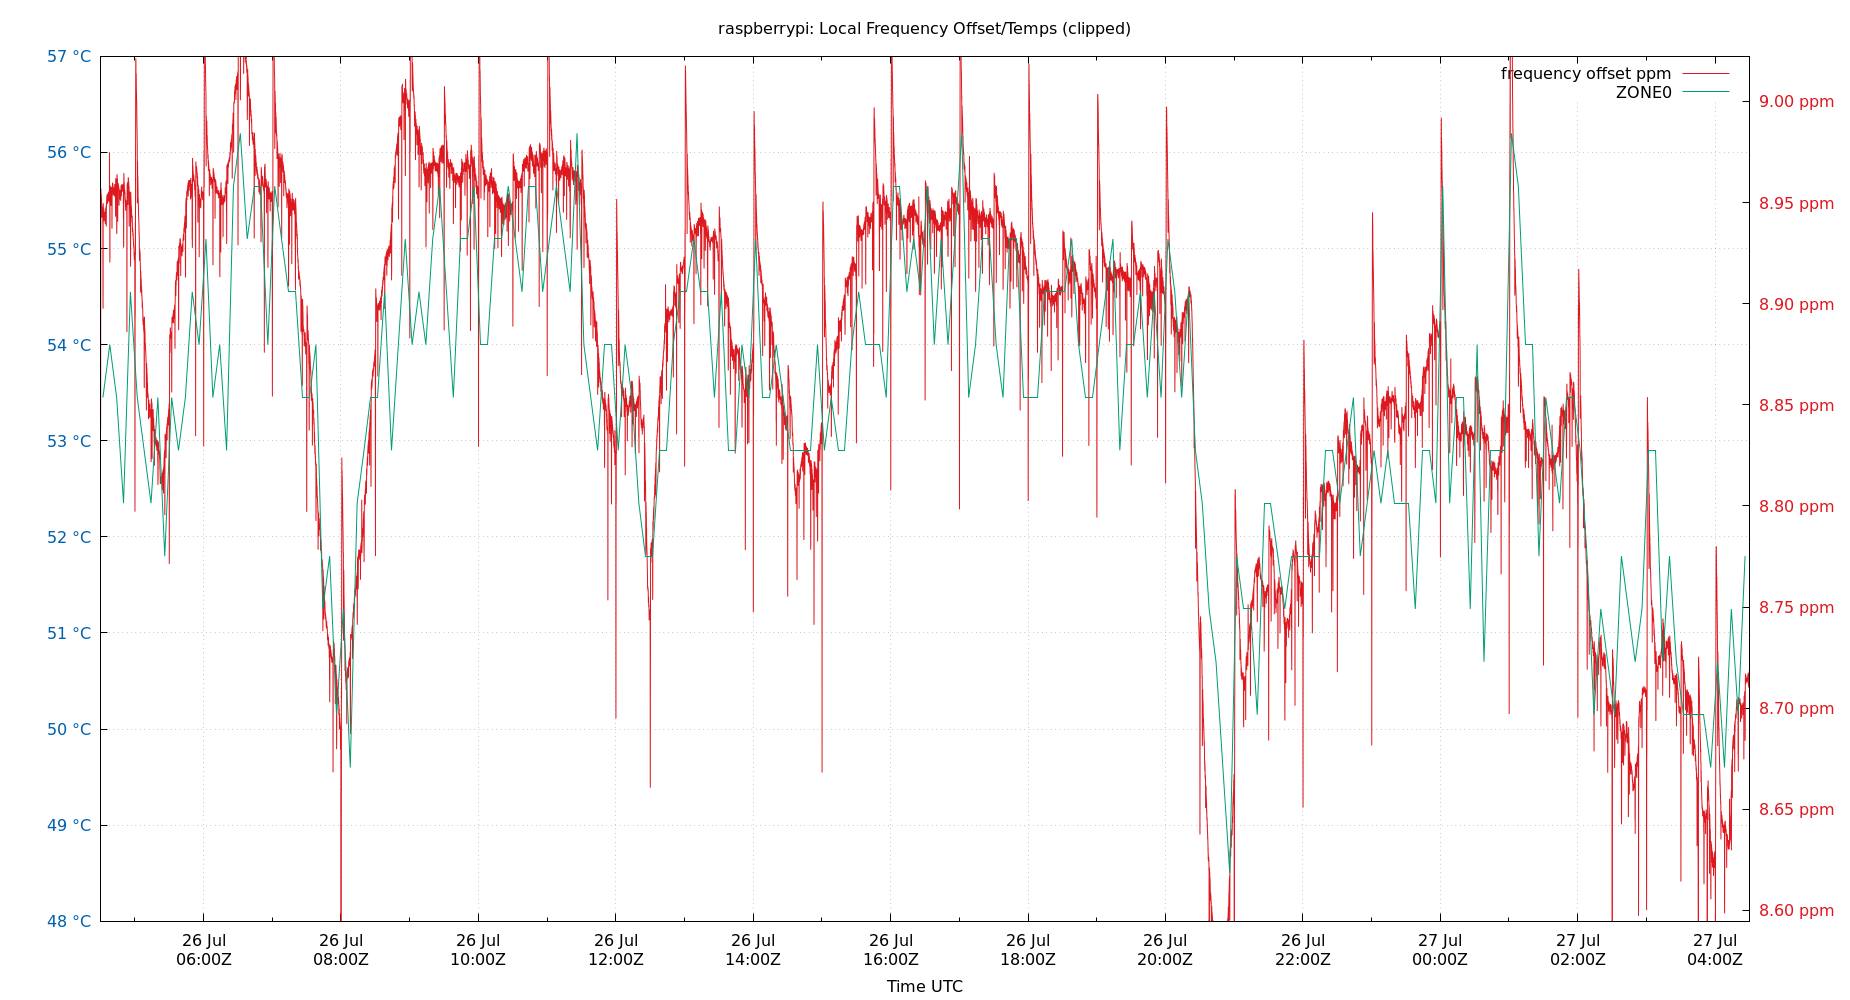 raspberrypi: Local Frequency Offset/Temps (clipped)
57 °C
56 °C
55 °C
54 °C
53 °C
52 °C
51 °C
50 °C
49 °C
48 °C
frequency offset ppm
ZONE0
9.00 ppm
8.95 ppm
8.90 ppm
8.85 ppm
8.80 ppm
8.75 ppm
8.70 ppm
8.65 ppm
8.60 ppm
26 Jul 26 Jul 26 Jul 26 Jul 26 Jul 26 Jul 26 Jul 26 Jul 26 Jul 27 Jul 27 Jul 27 Jul
06:00Z 08:00Z 10:00Z 12:00Z 14:00Z 16:00Z 18:00Z 20:00Z 22:00Z 00:00Z 02:00Z 04:00Z
Time UTC